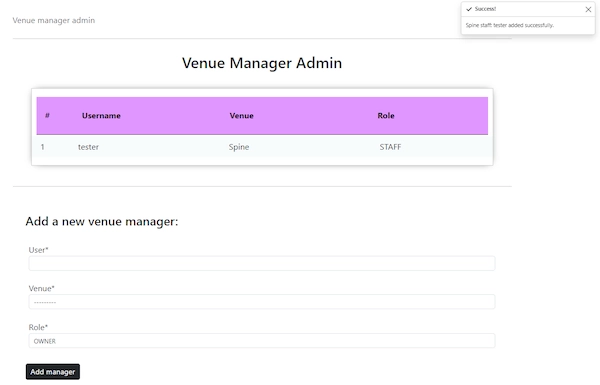 Venue manager admin
Success!
Spine staff: tester added successfully.
Venue Manager Admin
# Username Venue Role
1 tester Spine STAFF
Add a new venue manager:
User*
Venue*
---------
Role*
OWNER
Add manager